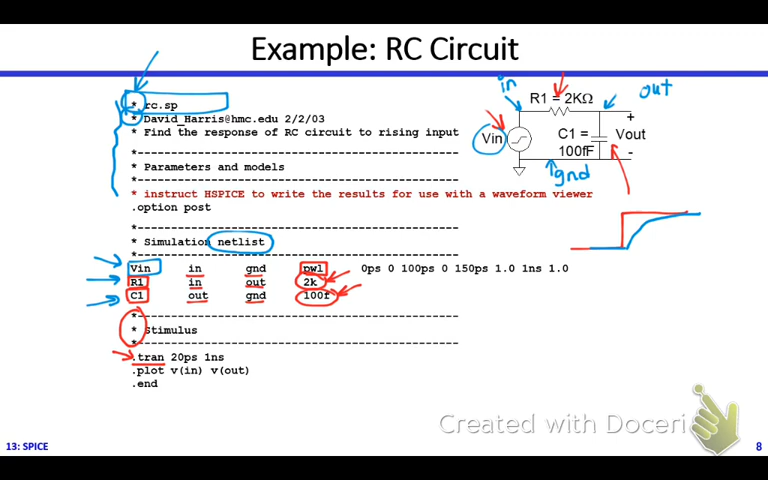 Example: RC Circuit
* rc.sp
* David_Harris@hmc.edu 2/2/03
* Find the response of RC circuit to rising input
*------------------------------------------------
* Parameters and models
*------------------------------------------------
* instruct HSPICE to write the results for use with a waveform viewer
.option post
*------------------------------------------------
* Simulation netlist
*------------------------------------------------
Vin in gnd pwl 0ps 0 100ps 0 150ps 1.0 1ns 1.0
R1 in out 2k
C1 out gnd 100f
*------------------------------------------------
* Stimulus
*------------------------------------------------
.tran 20ps 1ns
.plot v(in) v(out)
.end
in
out
R1 = 2KΩ
+
Vin
C1 =
100fF
Vout
-
gnd
Created with Doceri
13: SPICE
8